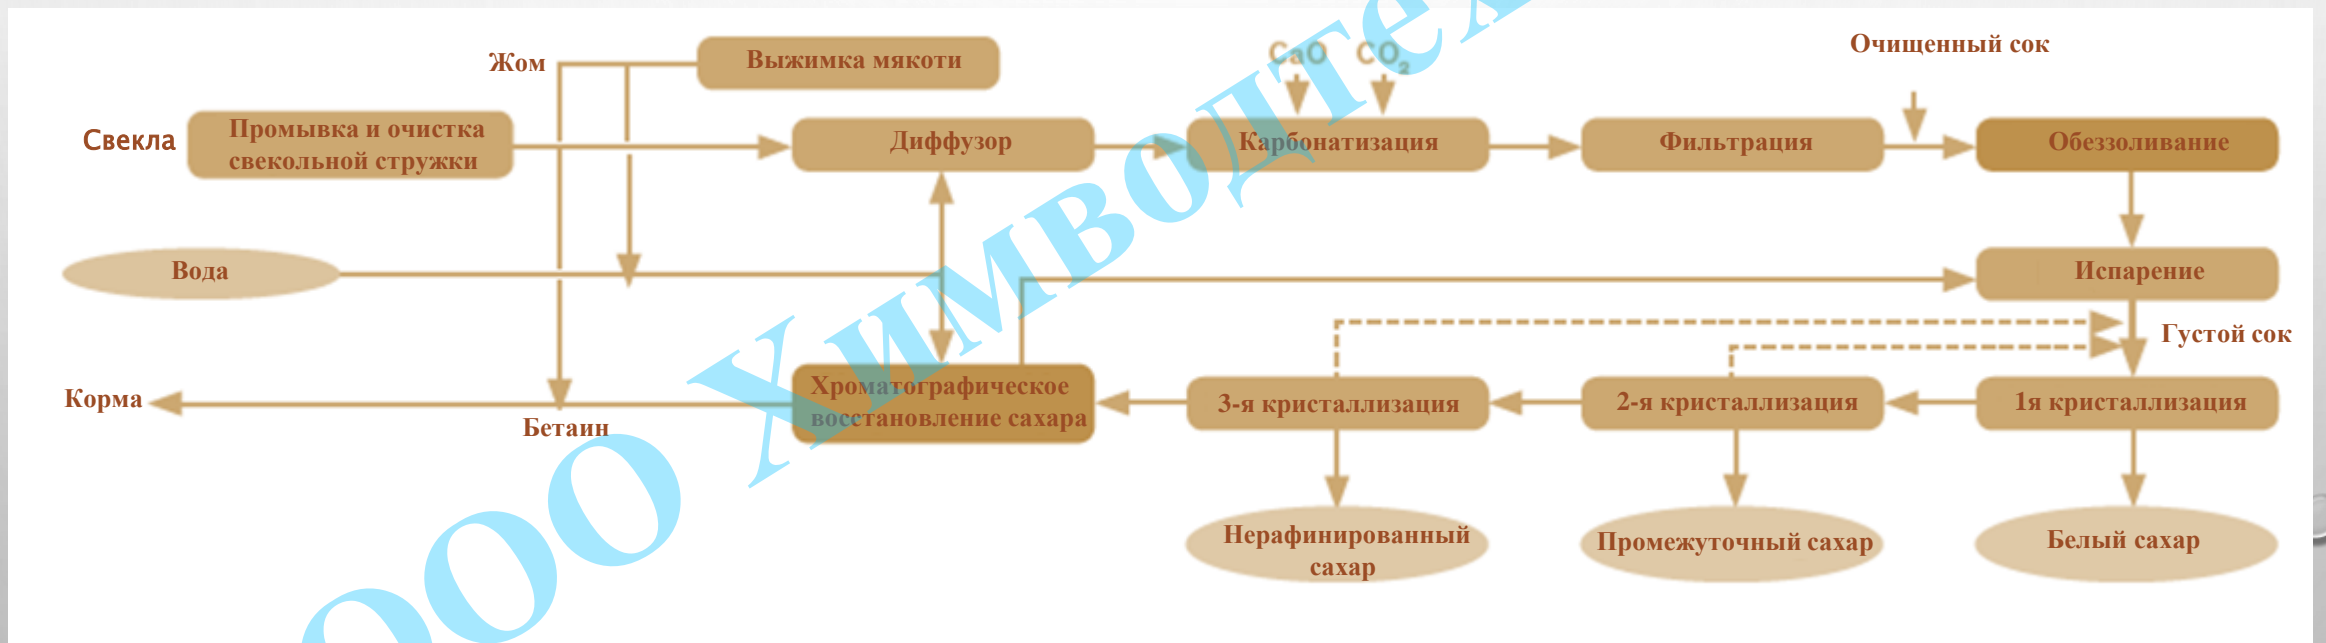 Жом
Выжимка мякоти
CaO
CO₂
Очищенный сок
Свекла
Промывка и очистка
свекольной стружки
Диффузор
Карбонатизация
Фильтрация
Обеззоливание
Вода
Испарение
Густой сок
Корма
Бетаин
Хроматографическое
восстановление сахара
3-я кристаллизация
2-я кристаллизация
1я кристаллизация
Нерафинированный
сахар
Промежуточный сахар
Белый сахар
ООО Химводтех